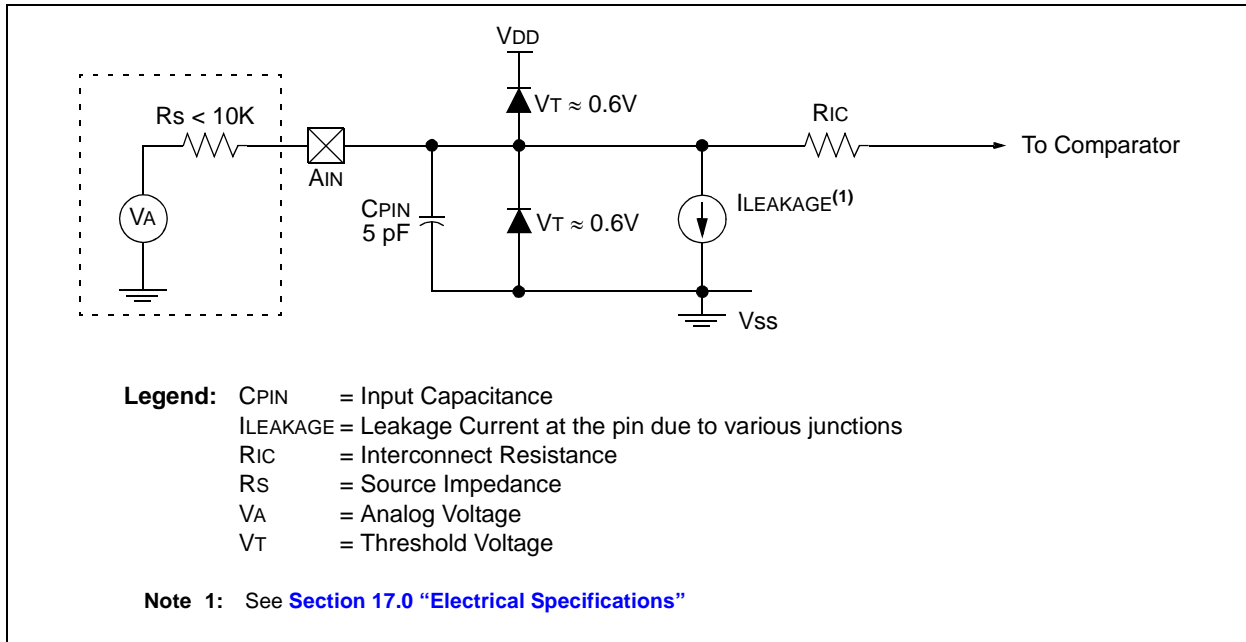 VDD
VT ≈ 0.6V
RS < 10K
RIC
To Comparator
AIN
VA
CPIN
5 pF
VT ≈ 0.6V
ILEAKAGE(1)
VSS
Legend: CPIN = Input Capacitance
ILEAKAGE = Leakage Current at the pin due to various junctions
RIC = Interconnect Resistance
RS = Source Impedance
VA = Analog Voltage
VT = Threshold Voltage
Note 1: See Section 17.0 “Electrical Specifications”